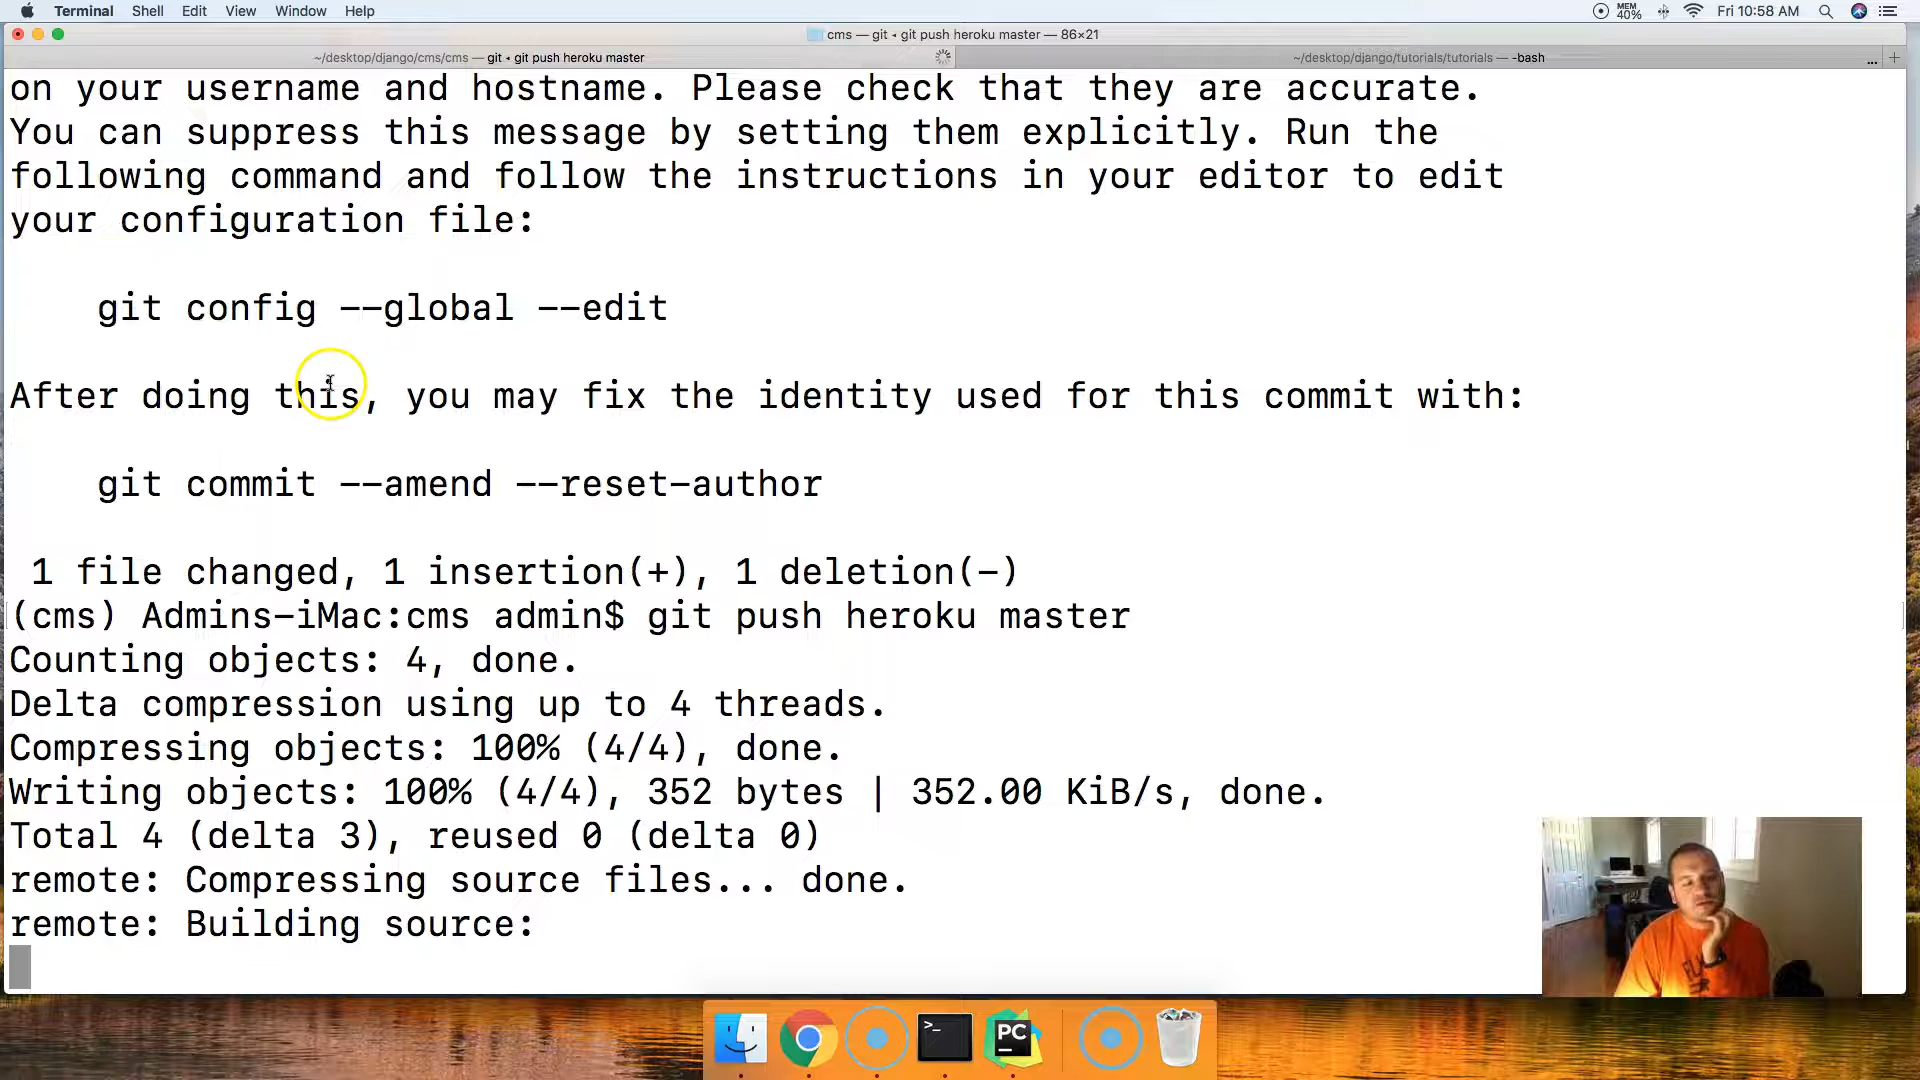 Terminal Shell Edit View Window Help MEM 40% Fri 10:58 AM
cms — git ◂ git push heroku master — 86×21
~/desktop/django/cms/cms — git ◂ git push heroku master ~/desktop/django/tutorials/tutorials — -bash ... +
on your username and hostname. Please check that they are accurate.
You can suppress this message by setting them explicitly. Run the
following command and follow the instructions in your editor to edit
your configuration file:
git config --global --edit
After doing this, you may fix the identity used for this commit with:
git commit --amend --reset-author
1 file changed, 1 insertion(+), 1 deletion(-)
(cms) Admins-iMac:cms admin$ git push heroku master
Counting objects: 4, done.
Delta compression using up to 4 threads.
Compressing objects: 100% (4/4), done.
Writing objects: 100% (4/4), 352 bytes | 352.00 KiB/s, done.
Total 4 (delta 3), reused 0 (delta 0)
remote: Compressing source files... done.
remote: Building source:
>_ PC